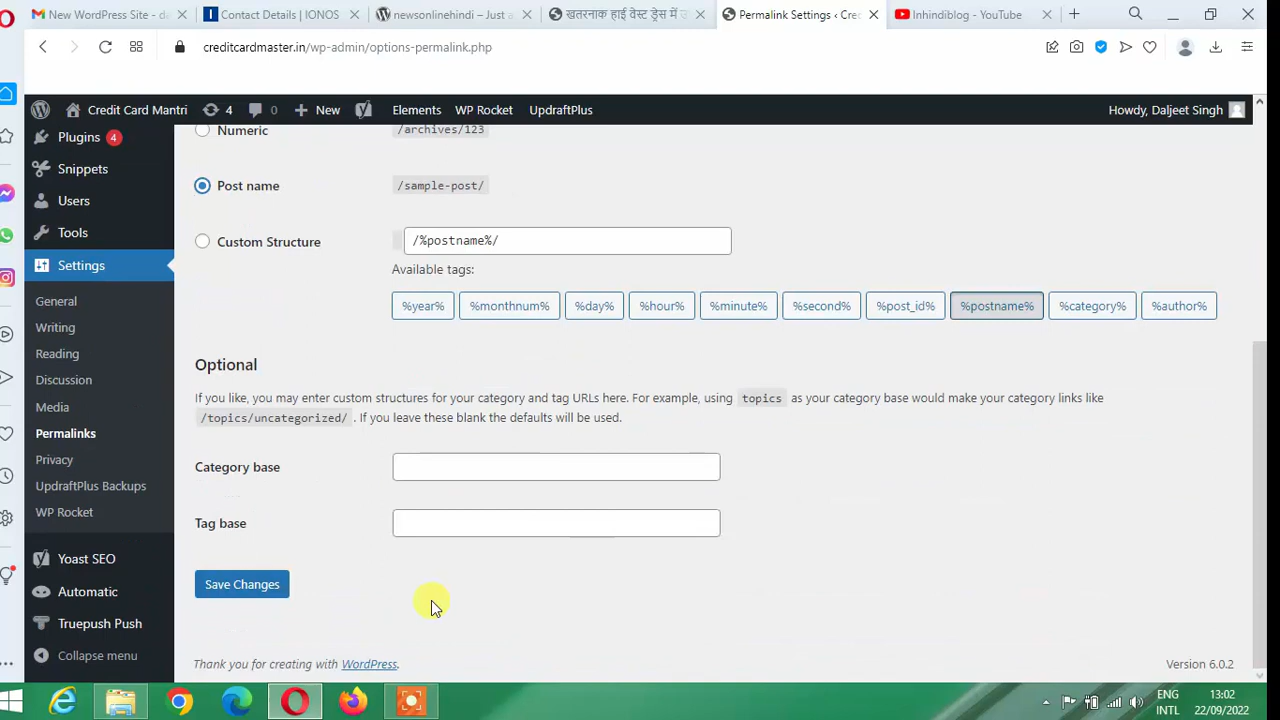 New WordPress Site - da
Contact Details | IONOS
newsonlinehindi – Just a
खतरनाक हाई वेस्ट ड्रेस में उ
Permalink Settings ‹ Crec
Inhindiblog - YouTube
creditcardmaster.in/wp-admin/options-permalink.php
Credit Card Mantri
4
0
New
Elements
WP Rocket
UpdraftPlus
Howdy, Daljeet Singh
Plugins 4
Snippets
Users
Tools
Settings
General
Writing
Reading
Discussion
Media
Permalinks
Privacy
UpdraftPlus Backups
WP Rocket
Yoast SEO
Automatic
Truepush Push
Collapse menu
Numeric /archives/123
Post name /sample-post/
Custom Structure /%postname%/
Available tags:
%year% %monthnum% %day% %hour% %minute% %second% %post_id% %postname% %category% %author%
Optional
If you like, you may enter custom structures for your category and tag URLs here. For example, using topics as your category base would make your category links like
/topics/uncategorized/ . If you leave these blank the defaults will be used.
Category base
Tag base
Save Changes
Thank you for creating with WordPress.
Version 6.0.2
ENG
INTL
13:02
22/09/2022